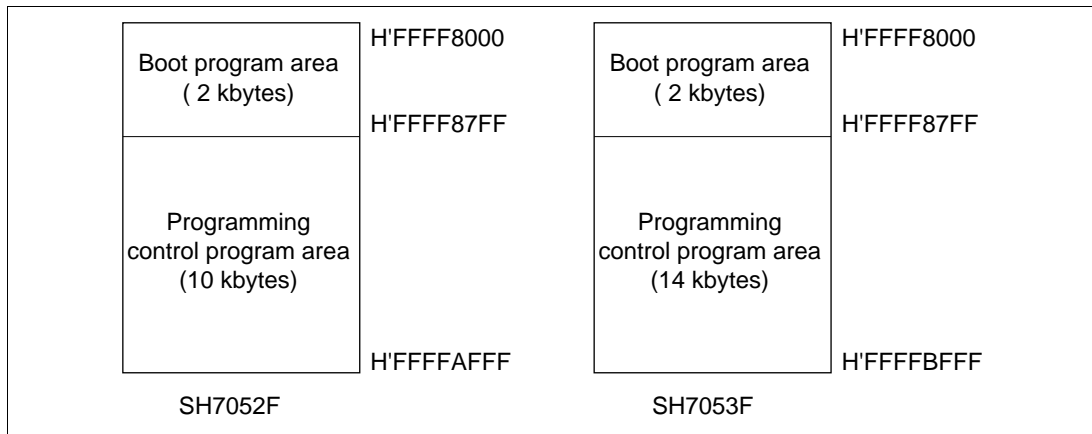 H'FFFF8000
Boot program area
( 2 kbytes)
H'FFFF87FF
Programming
control program area
(10 kbytes)
H'FFFFAFFF
SH7052F
H'FFFF8000
Boot program area
( 2 kbytes)
H'FFFF87FF
Programming
control program area
(14 kbytes)
H'FFFFBFFF
SH7053F